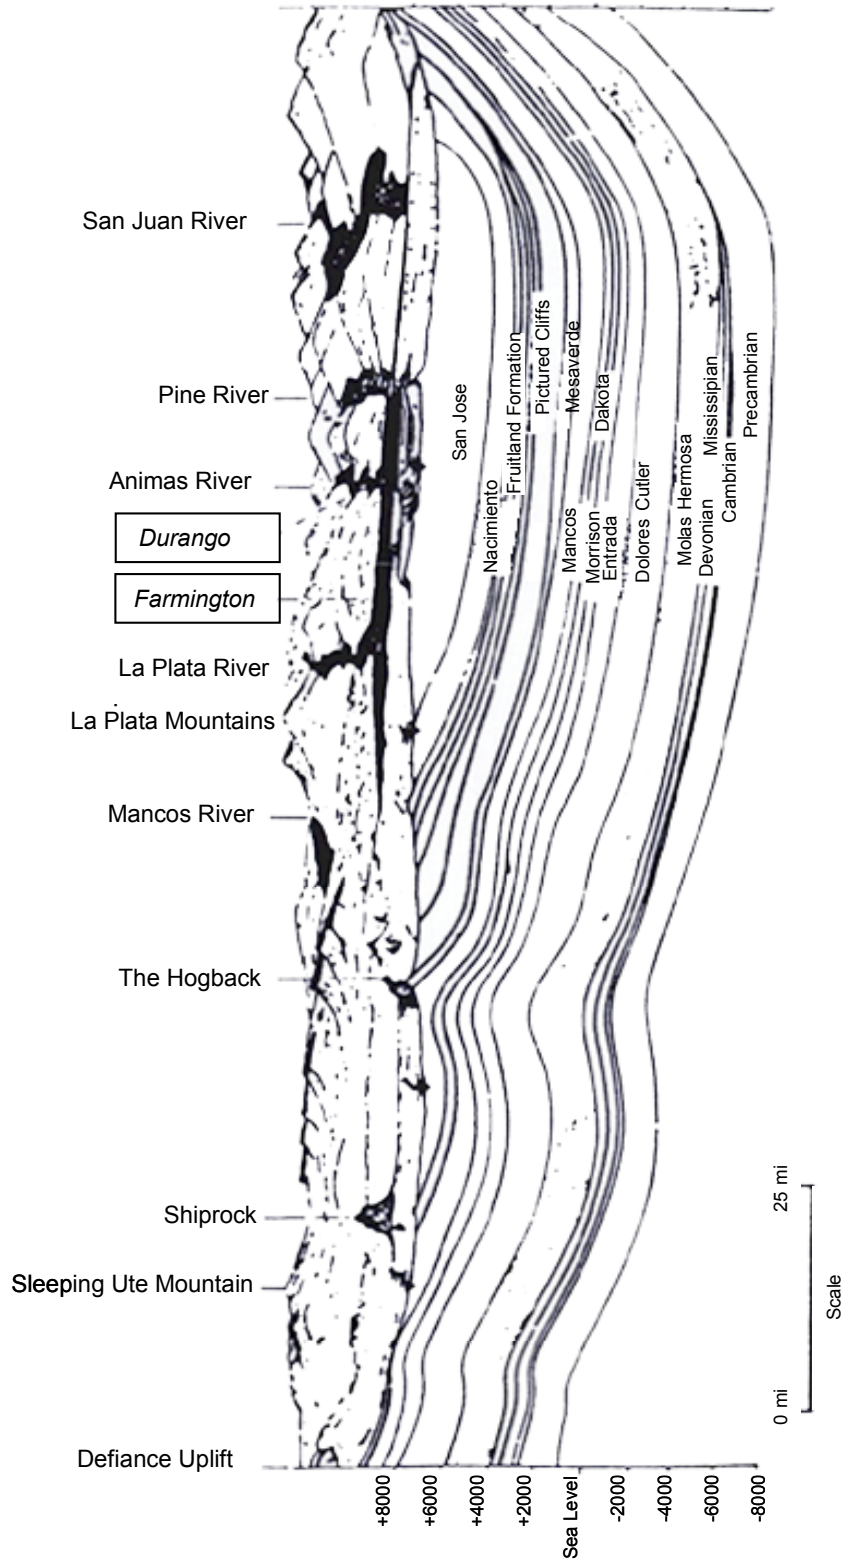 San Juan River
Pine River
Animas River
Durango
Farmington
La Plata River
La Plata Mountains
Mancos River
The Hogback
Shiprock
Sleeping Ute Mountain
Defiance Uplift
San Jose
Nacimiento
Fruitland Formation
Pictured Cliffs
Mesaverde
Mancos
Dakota
Morrison
Entrada
Dolores Cutler
Molas Hermosa
Devonian
Mississipian
Cambrian
Precambrian
+8000
+6000
+4000
+2000
Sea Level
-2000
-4000
-6000
-8000
0 mi
25 mi
Scale